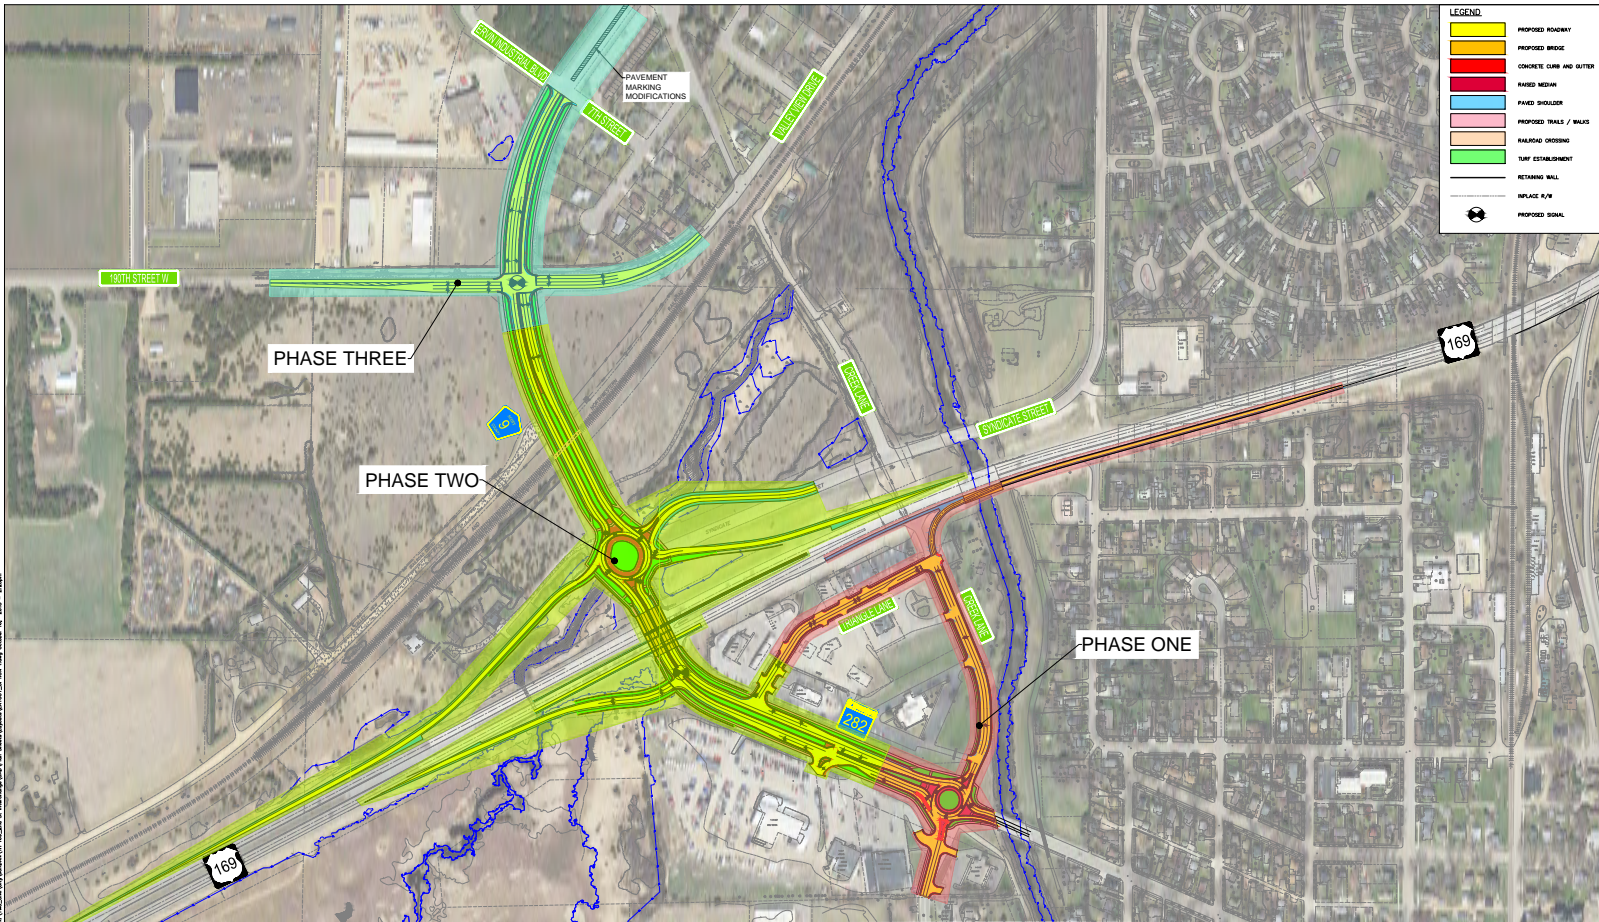 LEGEND
PROPOSED ROADWAY
PROPOSED BRIDGE
CONCRETE CURB AND GUTTER
RAISED MEDIAN
PAVED SHOULDER
PROPOSED TRAILS / WALKS
RAILROAD CROSSING
TURF ESTABLISHMENT
RETAINING WALL
INPLACE R/W
PROPOSED SIGNAL
ERVIN INDUSTRIAL BLVD
PAVEMENT
MARKING
MODIFICATIONS
7TH STREET
VALLEY VIEW DRIVE
190TH STREET W
PHASE THREE
169
CREEK LANE
SYNDICATE STREET
9
PHASE TWO
SYNDICATE
TRIANGLE LANE
CREEK LANE
PHASE ONE
282
169